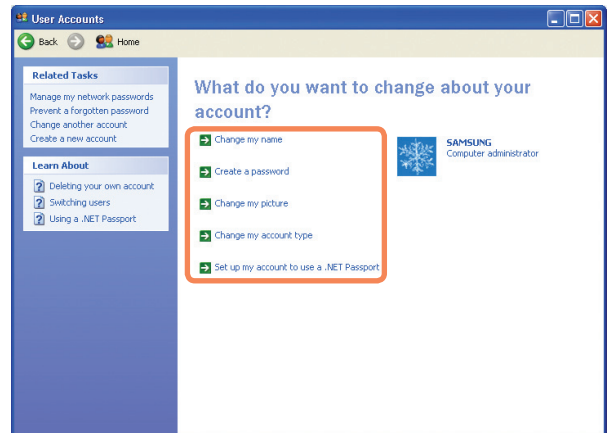 User Accounts
Back Home
Related Tasks
Manage my network passwords
Prevent a forgotten password
Change another account
Create a new account
Learn About
Deleting your own account
Switching users
Using a .NET Passport
What do you want to change about your
account?
Change my name
Create a password
Change my picture
Change my account type
Set up my account to use a .NET Passport
SAMSUNG
Computer administrator